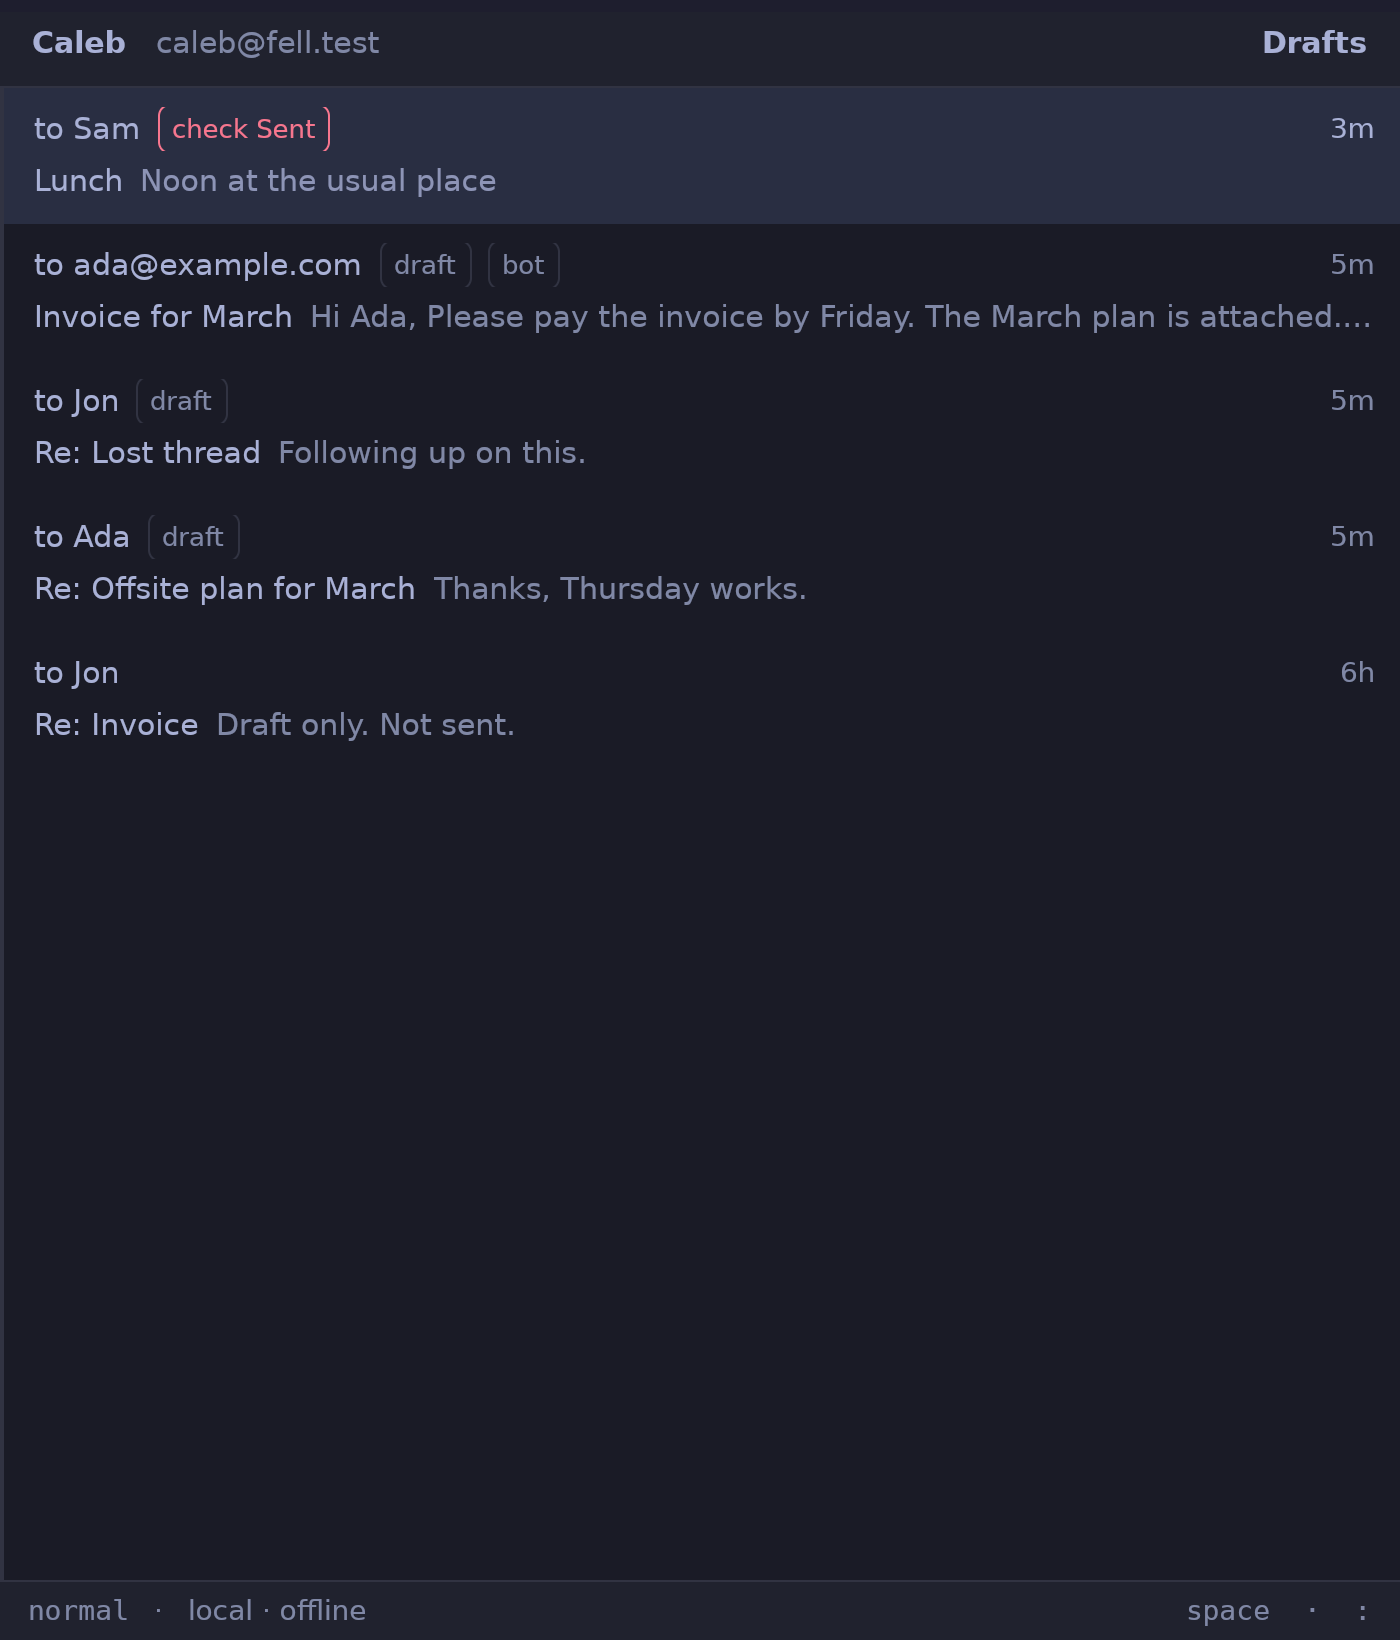 Caleb caleb@fell.test Drafts
to Sam check Sent 3m
Lunch Noon at the usual place
to ada@example.com draft bot 5m
Invoice for March Hi Ada, Please pay the invoice by Friday. The March plan is attached....
to Jon draft 5m
Re: Lost thread Following up on this.
to Ada draft 5m
Re: Offsite plan for March Thanks, Thursday works.
to Jon 6h
Re: Invoice Draft only. Not sent.
normal · local · offline space · :